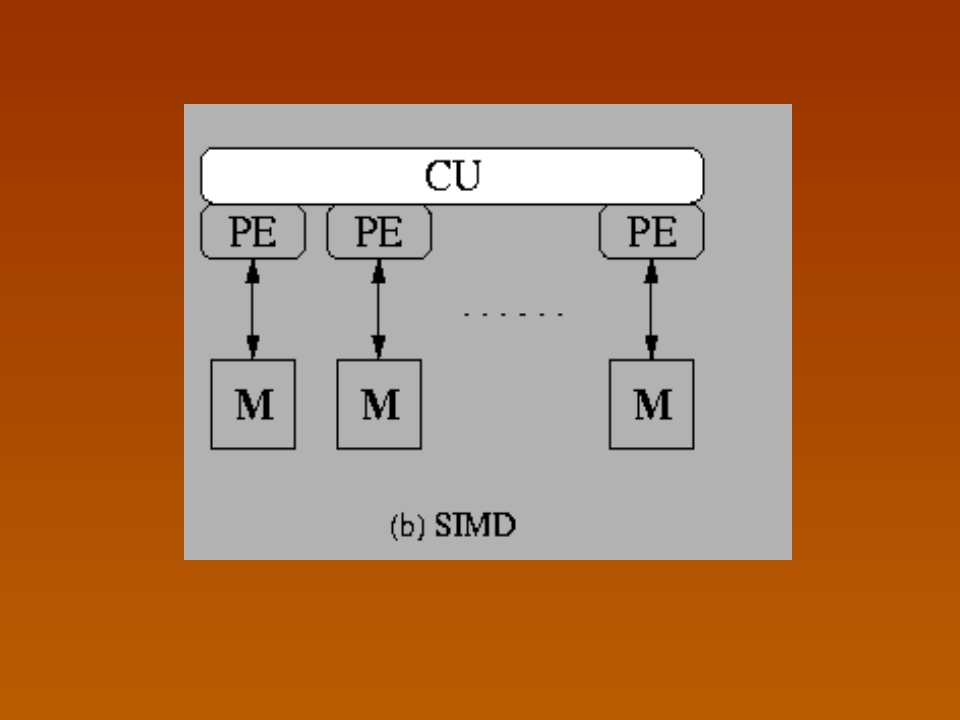 CU
PE PE PE
. . . . . .
M M M
(b) SIMD